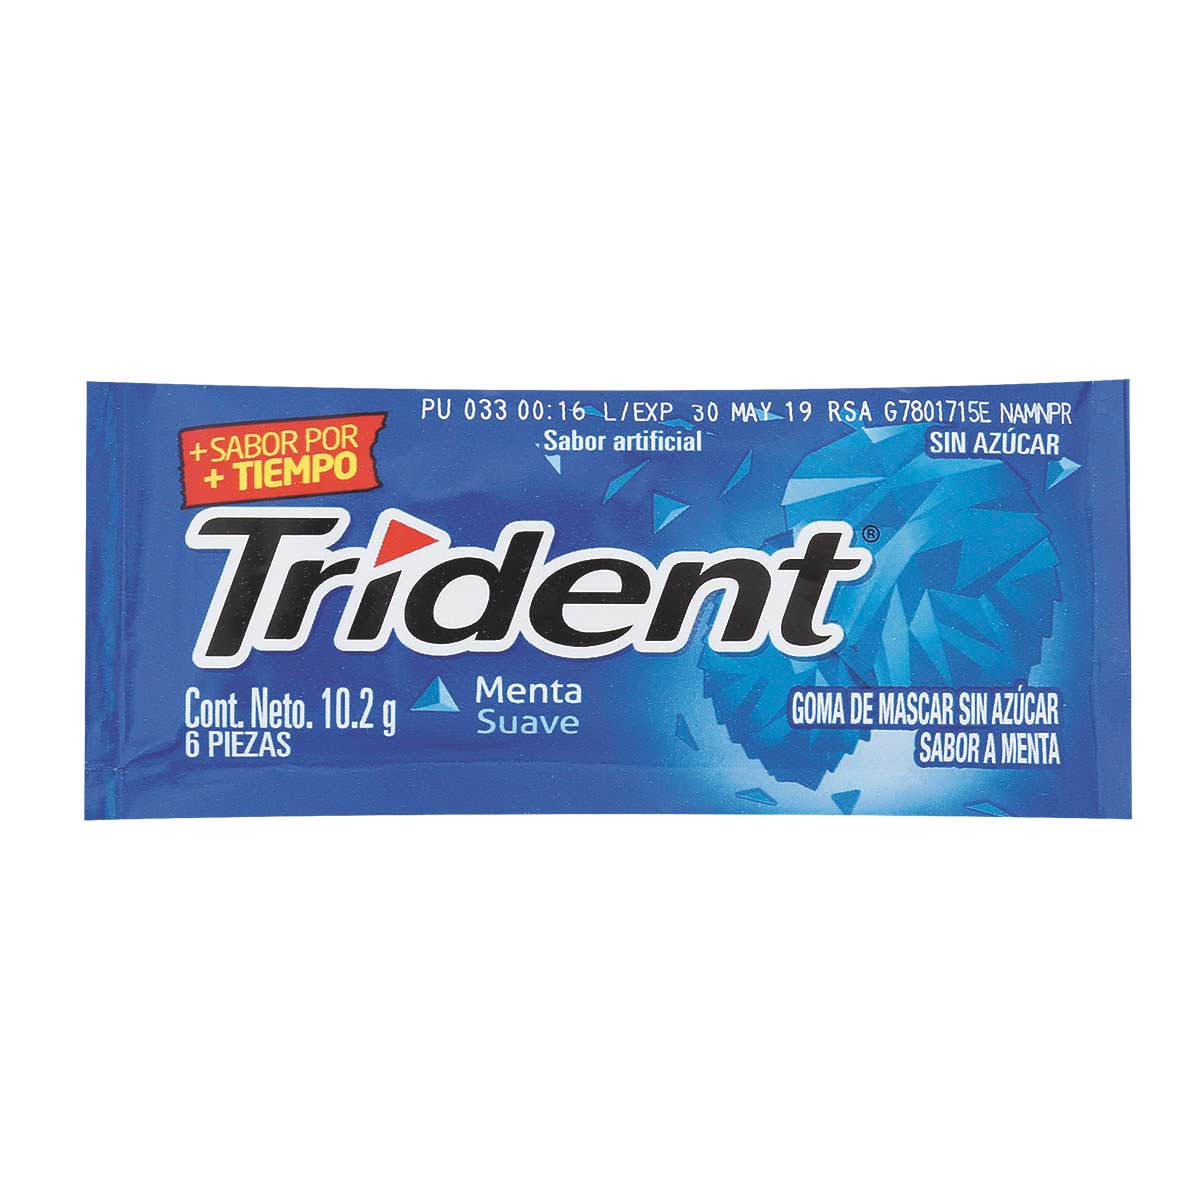 PU 033 00:16 L/EXP 30 MAY 19 RSA G7801715E NAMNPR
+ SABOR POR
+ TIEMPO
Sabor artificial
SIN AZÚCAR
Trident®
Cont. Neto. 10.2 g
6 PIEZAS
Menta
Suave
GOMA DE MASCAR SIN AZÚCAR
SABOR A MENTA